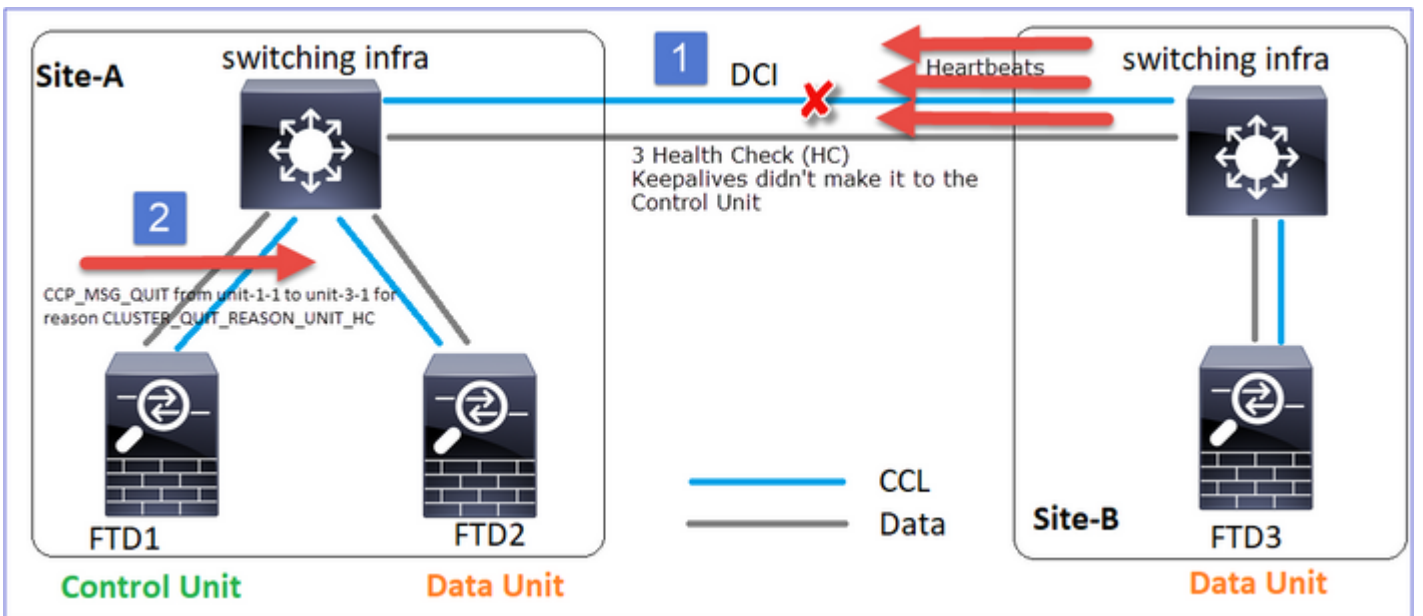 Site-A
switching infra
1
DCI
Heartbeats
switching infra
3 Health Check (HC)
Keepalives didn't make it to the
Control Unit
2
CCP_MSG_QUIT from unit-1-1 to unit-3-1 for
reason CLUSTER_QUIT_REASON_UNIT_HC
CCL
Data
FTD1
FTD2
Site-B
FTD3
Control Unit
Data Unit
Data Unit